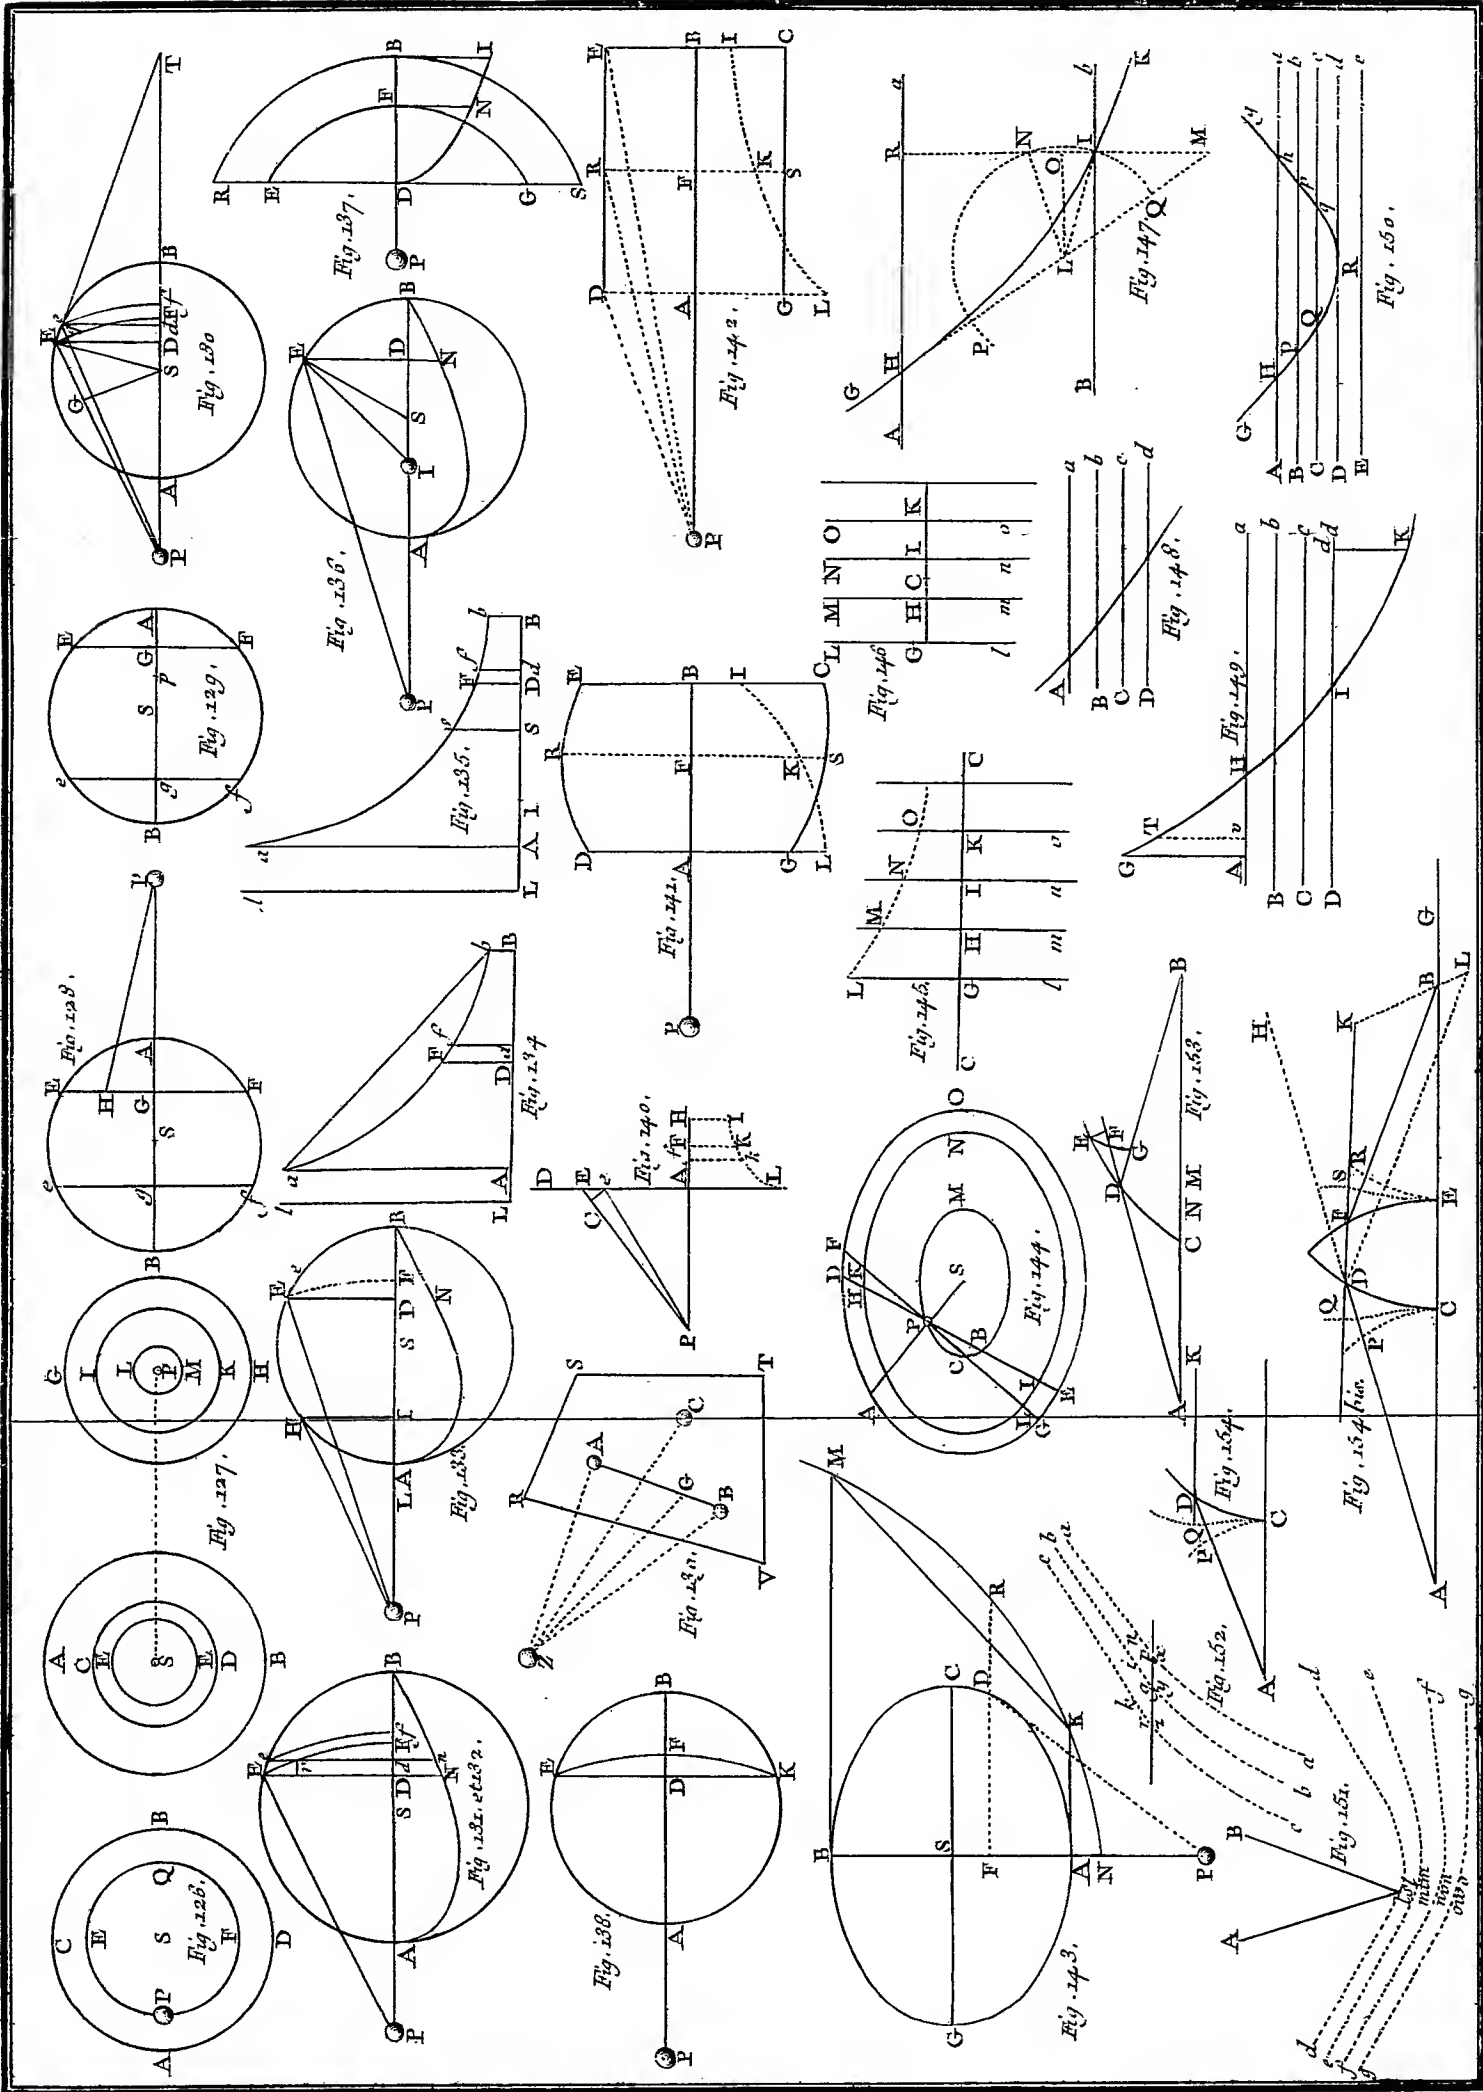 A C B D E F P Q S
Fig. 126.
A C E S E D B G I L P M K H
Fig. 127.
B e f g S G H E F A P
Fig. 128.
B e f g S p G E F A
Fig. 129.
P A G S E e D d F f B T
Fig. 130
P A E e r S D d F f N n B
Fig. 131. et 132.
P L A H I S D F E e N B
Fig. 133.
l a L A F f D d b B
Fig. 134
l a L A I S s F f D d b B
Fig. 135.
P A I S E D N B
Fig. 136.
P D R E F N G S B I
Fig. 137.
P A E D F K B
Fig. 138.
Z R S A G B C V T
Fig. 139.
P C E e D A f F H I k K L
Fig. 140.
P A D R E F B I K G L S C
Fig. 141.
P D R E A F B I K G L S C
Fig. 142.
G B S F A N P C D R K M
Fig. 143.
A D F H K P C B S M N O I E L G
Fig. 144.
L M N O C G H I K C l m n o
Fig. 145.
L M N O G H C I K l m n o
Fig. 146
G A H R a N O I L P Q M B b K
Fig. 147.
A a B b C c D d
Fig. 148.
G T A v H a B b C c D d I K
Fig. 149.
G H P Q R q p h g A a B b C c D d E e
Fig. 150.
A B d e f g d e f g
Fig. 151.
a b c a b c
Fig. 152.
A C N M B D E F G
Fig. 153.
A C D K P Q
Fig. 154.
A C E B G D P Q F R S K H L
Fig. 154 bis.